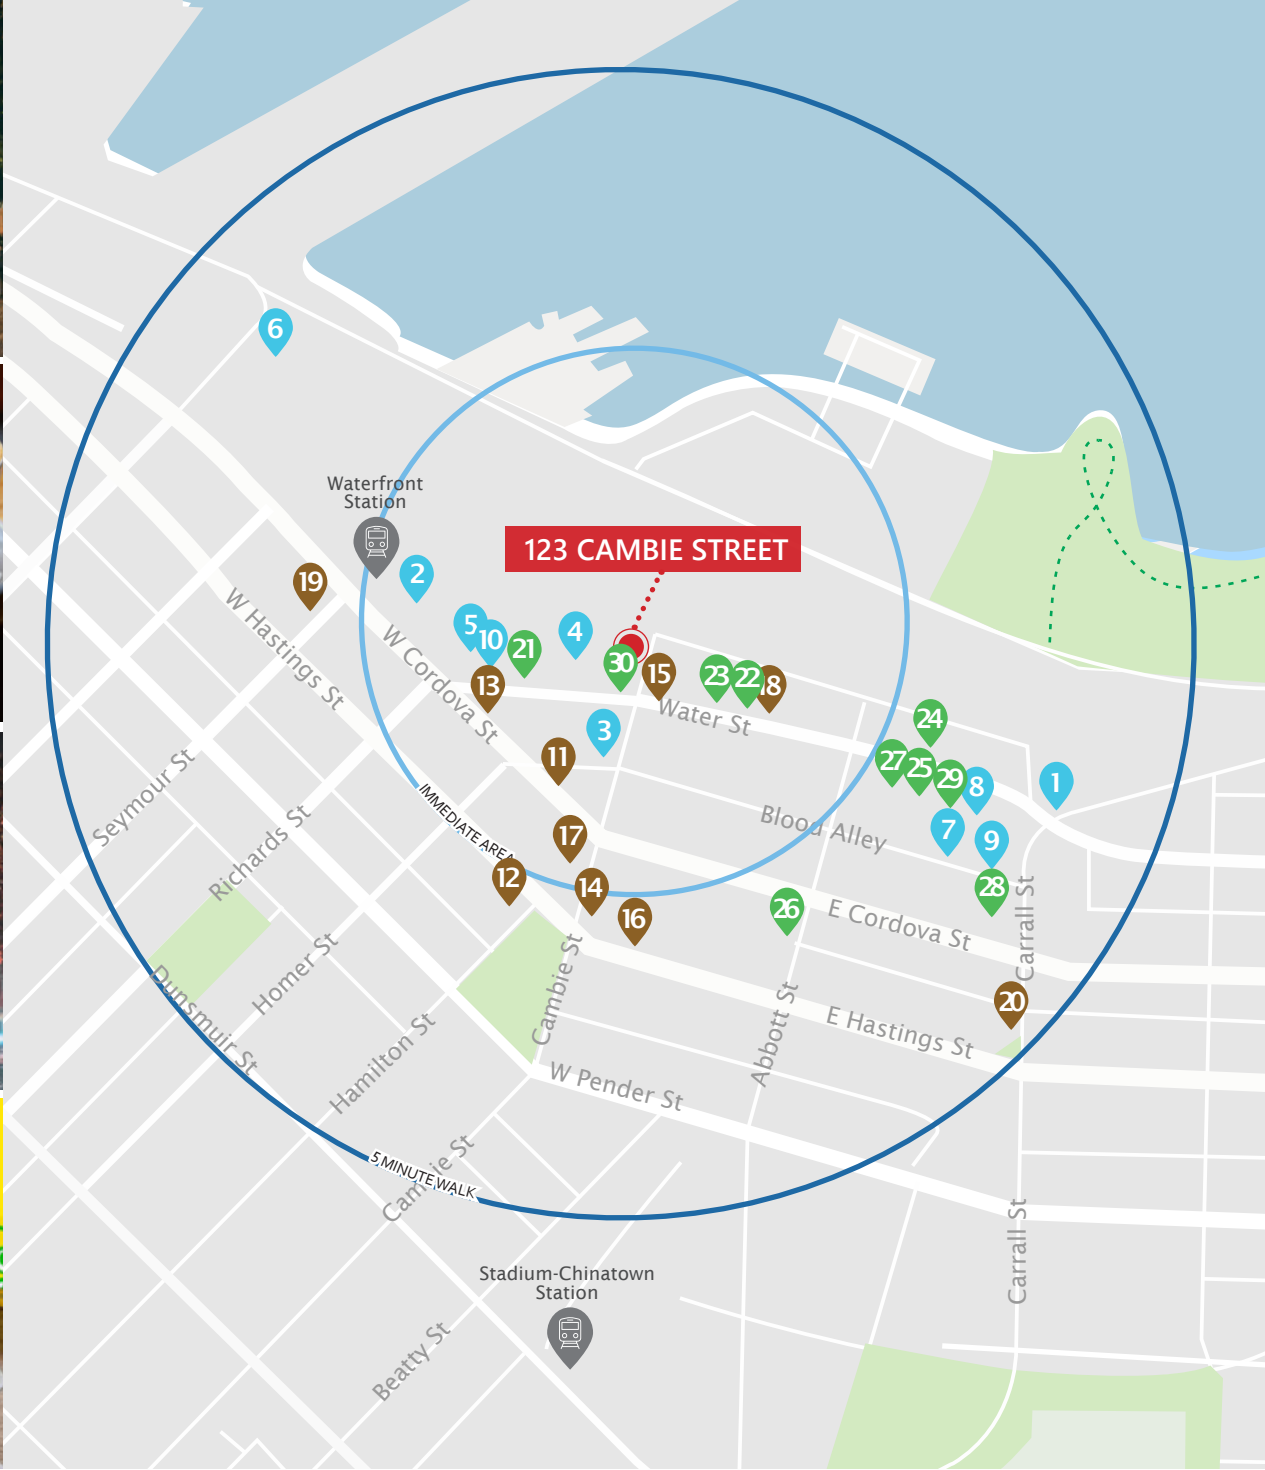 6
Waterfront
Station
123 CAMBIE STREET
2
19
5
10
4
21
30
15
23
22
18
13
W Hastings St
W Cordova St
Water St
3
24
11
27
25
29
8
1
Seymour St
IMMEDIATE AREA
Blood Alley
7
9
17
Richards St
12
14
28
16
26
E Cordova St
Carrall St
Homer St
Dunsmuir St
Cambie St
20
Abbott St
E Hastings St
Hamilton St
W Pender St
5 MINUTE WALK
Cambie St
Carrall St
Stadium-Chinatown
Station
Beatty St